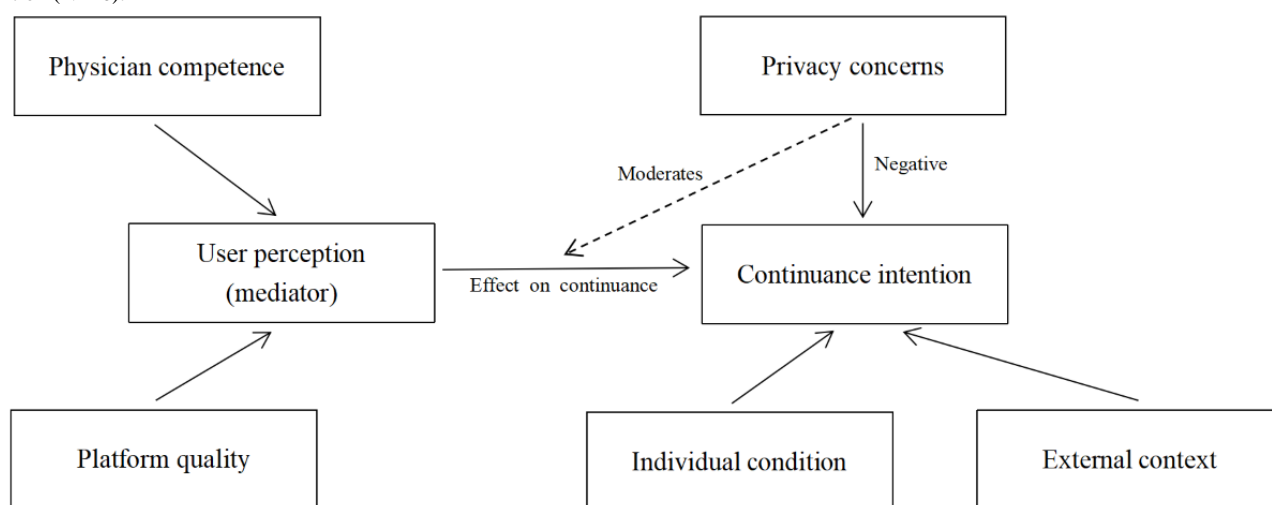 Physician competence
Privacy concerns
Moderates
Negative
User perception
(mediator)
Effect on continuance
Continuance intention
Platform quality
Individual condition
External context